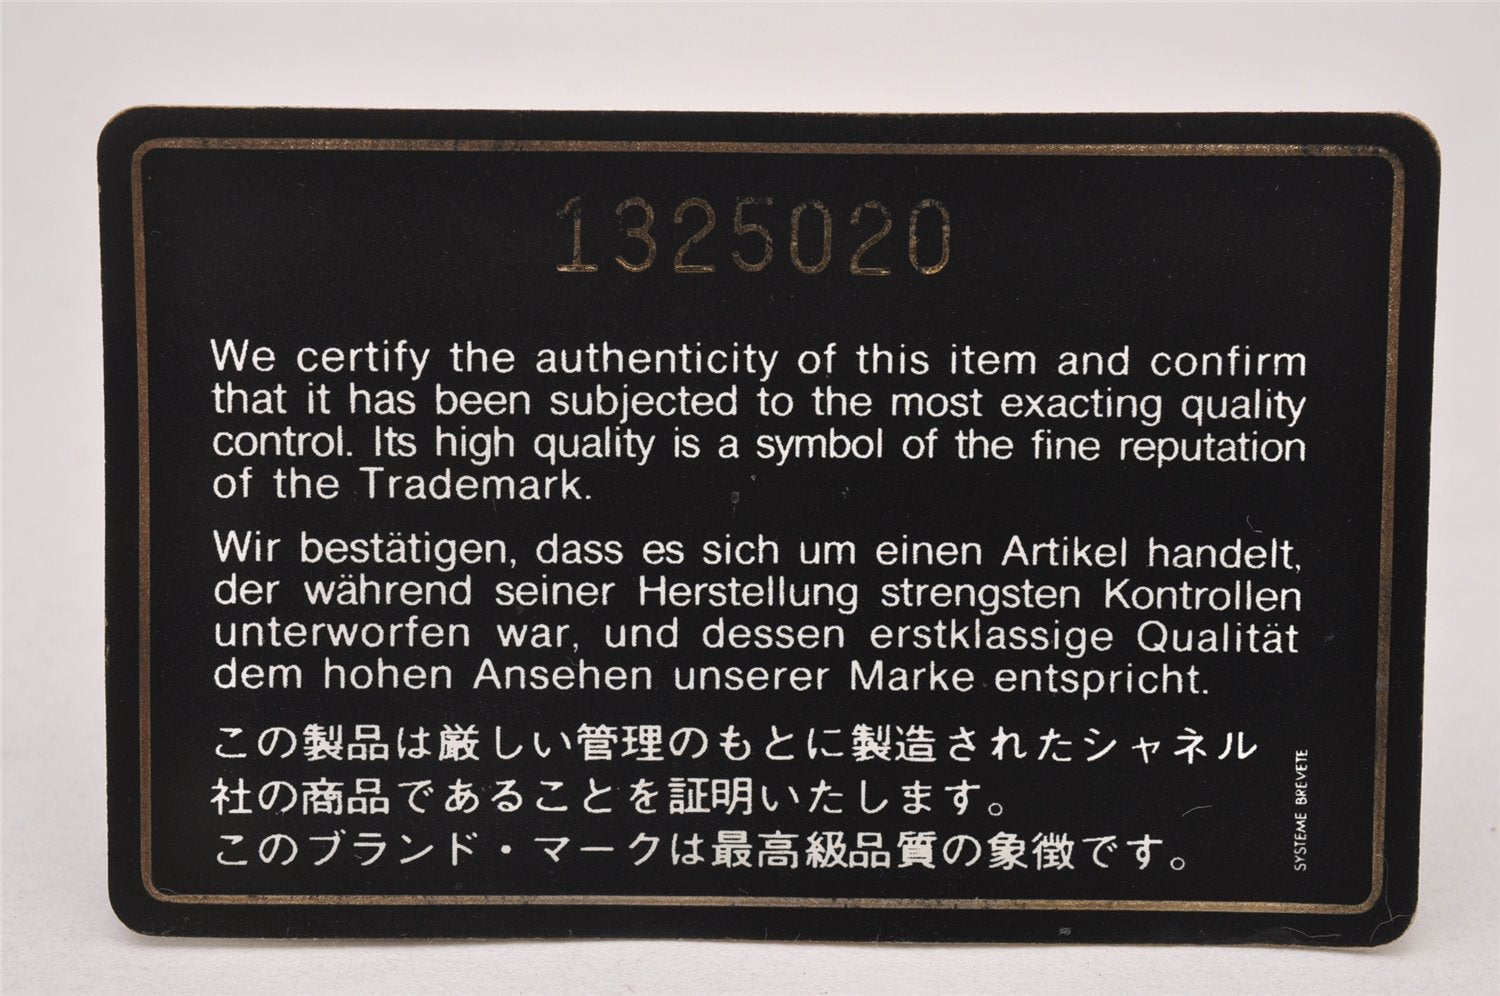 1325020
We certify the authenticity of this item and confirm
that it has been subjected to the most exacting quality
control. Its high quality is a symbol of the fine reputation
of the Trademark.
Wir bestätigen, dass es sich um einen Artikel handelt,
der während seiner Herstellung strengsten Kontrollen
unterworfen war, und dessen erstklassige Qualität
dem hohen Ansehen unserer Marke entspricht.
この製品は厳しい管理のもとに製造されたシャネル
社の商品であることを証明いたします。
このブランド・マークは最高級品質の象徴です。
SYSTEME BREVETE